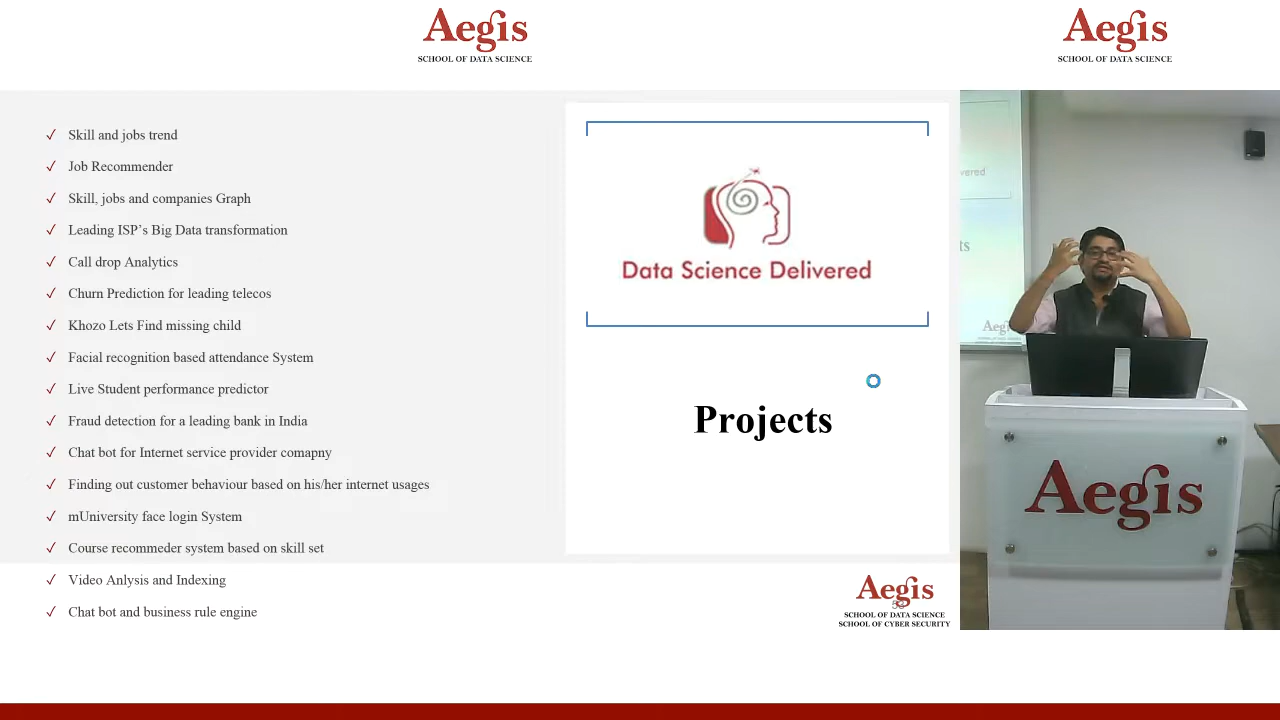 Aegis
SCHOOL OF DATA SCIENCE
Aegis
SCHOOL OF DATA SCIENCE
Skill and jobs trend
Job Recommender
Skill, jobs and companies Graph
Leading ISP's Big Data transformation
Call drop Analytics
Churn Prediction for leading telecos
Khozo Lets Find missing child
Facial recognition based attendance System
Live Student performance predictor
Fraud detection for a leading bank in India
Chat bot for Internet service provider comapny
Finding out customer behaviour based on his/her internet usages
mUniversity face login System
Course recommeder system based on skill set
Video Anlysis and Indexing
Chat bot and business rule engine
Data Science Delivered
Projects
Aegis
SCHOOL OF DATA SCIENCE
SCHOOL OF CYBER SECURITY
vered
ts
Aegis
Aegis